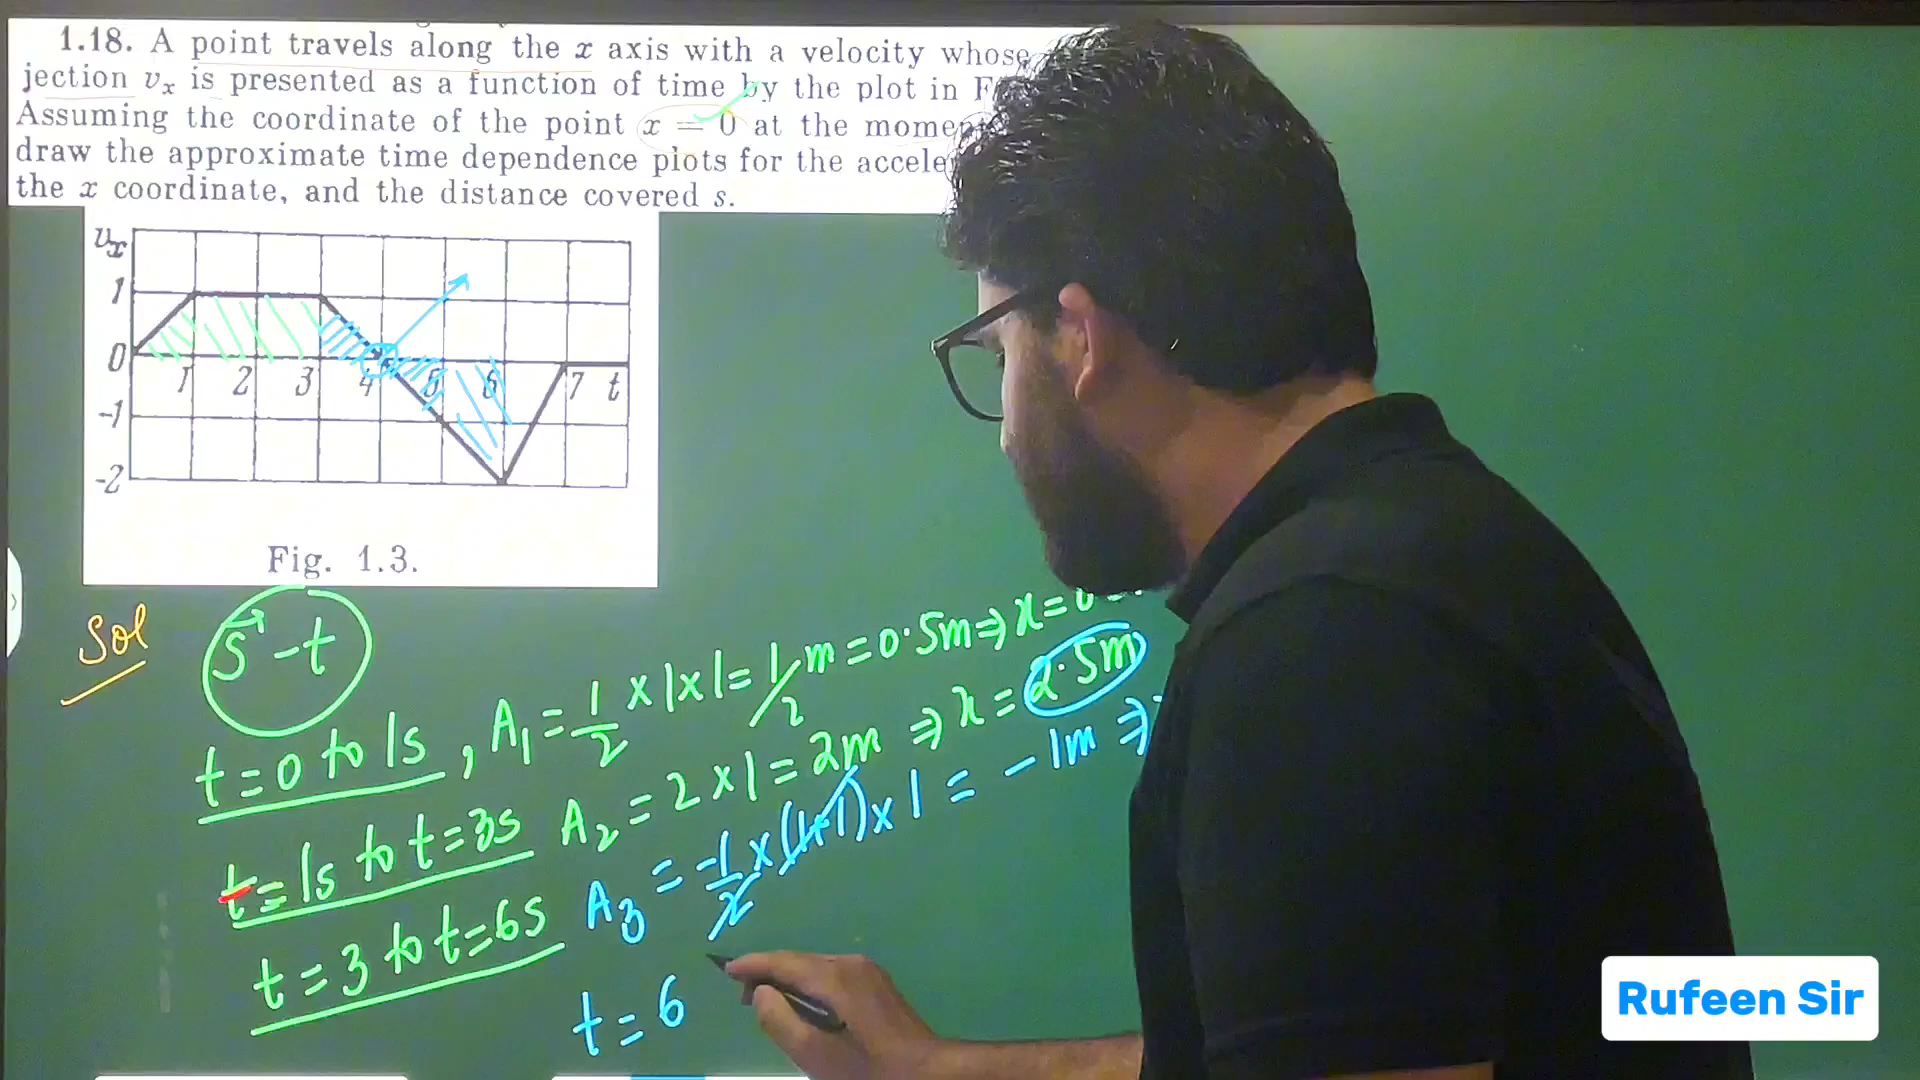 1.18. A point travels along the x axis with a velocity whose
jection vx is presented as a function of time by the plot in
Assuming the coordinate of the point x = 0 at the
draw the approximate time dependence plots for the
the x coordinate, and the distance covered s.
vx
1
0
1 2 3 4 5 6 7 t
-1
-2
Fig. 1.3.
Sol
s⃗ -t
t=0 to 1s, A1 = 1/2 ×1×1 = 1/2 m = 0.5m ⇒ x=
t=1s to t=3s A2 = 2×1 = 2m ⇒ x = 2.5m
t=3 to t=6s A3 = -1/2 ×(1+1)×1 = -1m ⇒
t=6
Rufeen Sir